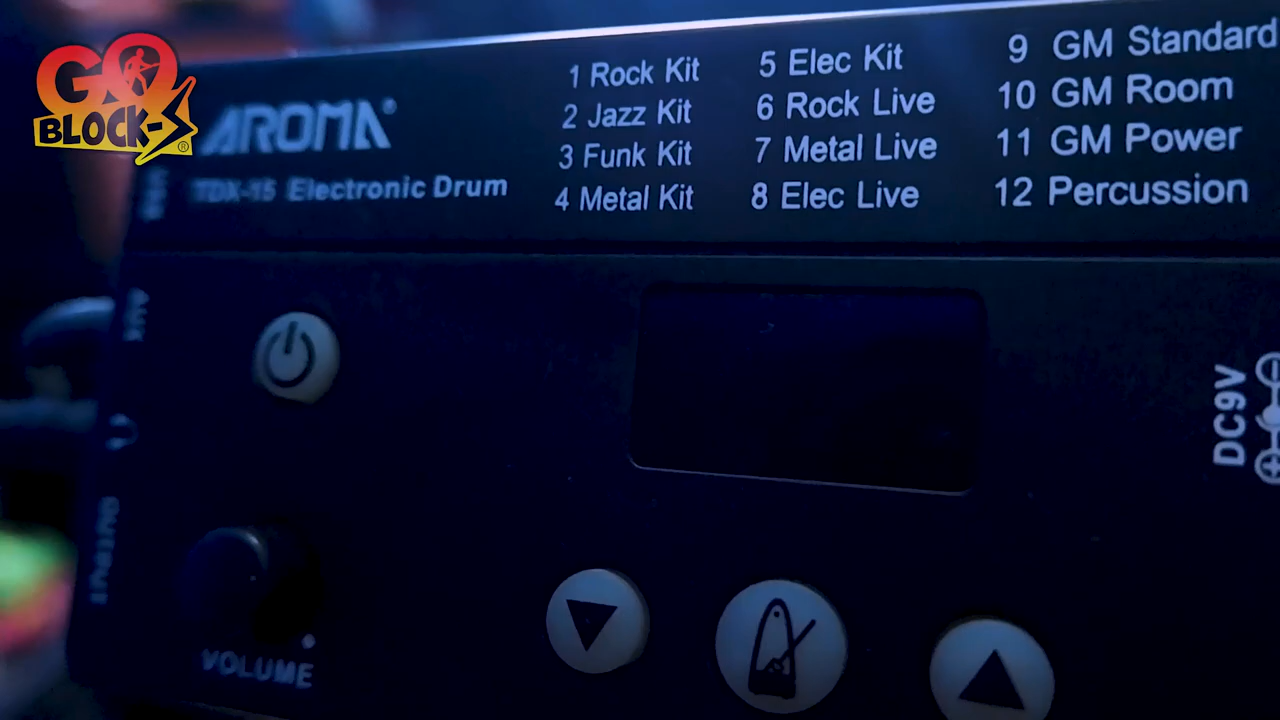 GO
BLOCK-S
®
AROMA®
TDX-15 Electronic Drum
1 Rock Kit
2 Jazz Kit
3 Funk Kit
4 Metal Kit
5 Elec Kit
6 Rock Live
7 Metal Live
8 Elec Live
9 GM Standard
10 GM Room
11 GM Power
12 Percussion
AUX
OUTPUT
DC9V
VOLUME